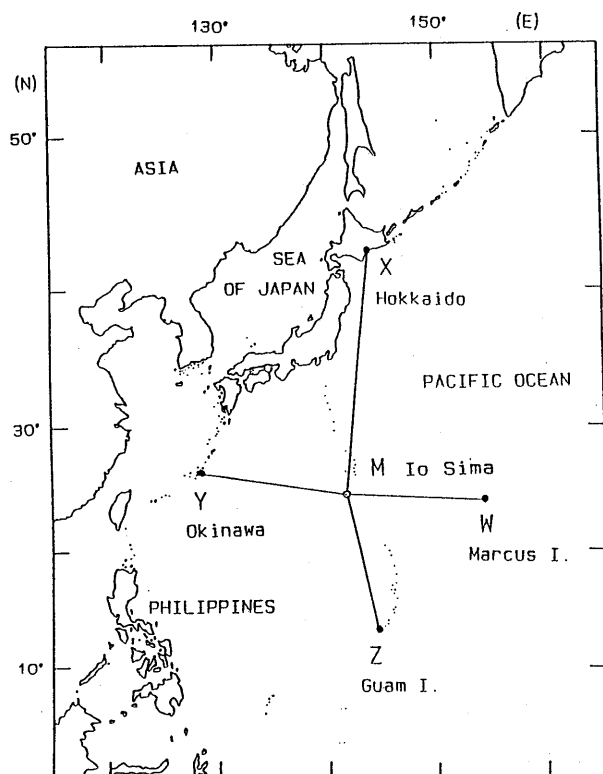 130° 150° (E)
(N)
50°
ASIA
SEA
OF JAPAN
X
Hokkaido
PACIFIC OCEAN
30°
M Io Sima
Y
Okinawa
W
Marcus I.
PHILIPPINES
Z
10°
Guam I.